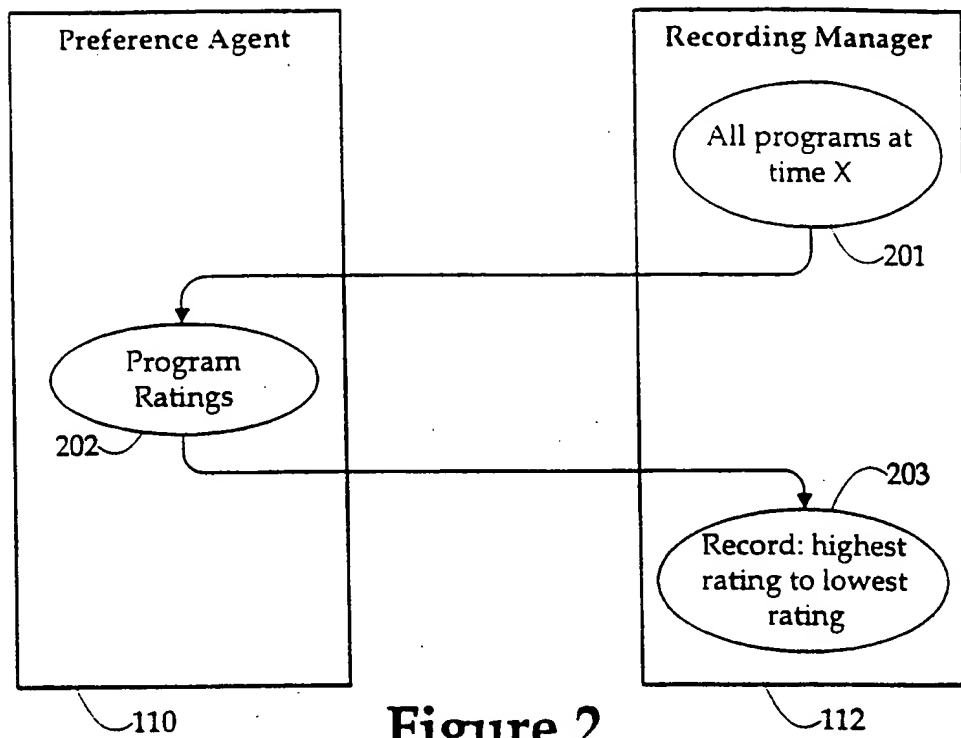 Preference Agent
Recording Manager
All programs at
time X
201
Program
Ratings
202
203
Record: highest
rating to lowest
rating
110
112
Figure 2